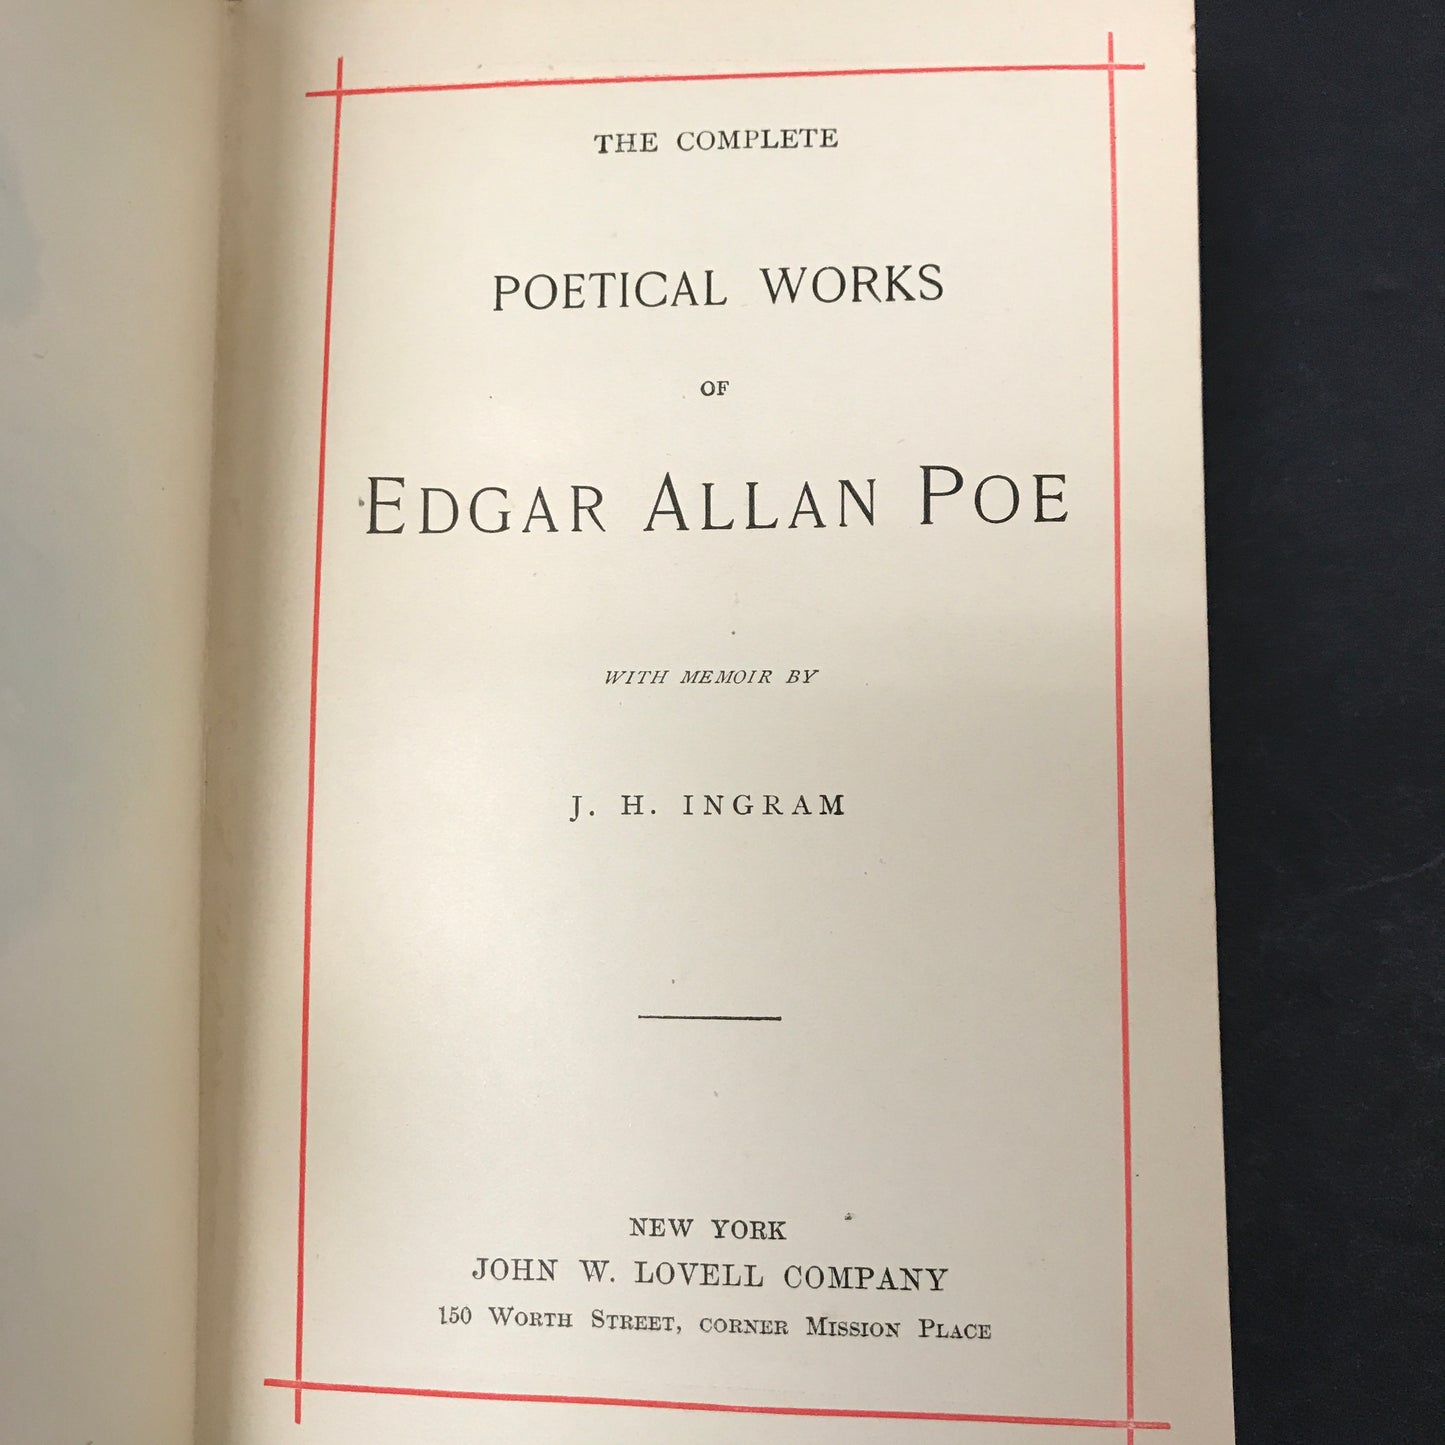 THE COMPLETE
POETICAL WORKS
OF
EDGAR ALLAN POE
WITH MEMOIR BY
J. H. INGRAM
NEW YORK
JOHN W. LOVELL COMPANY
150 WORTH STREET, CORNER MISSION PLACE